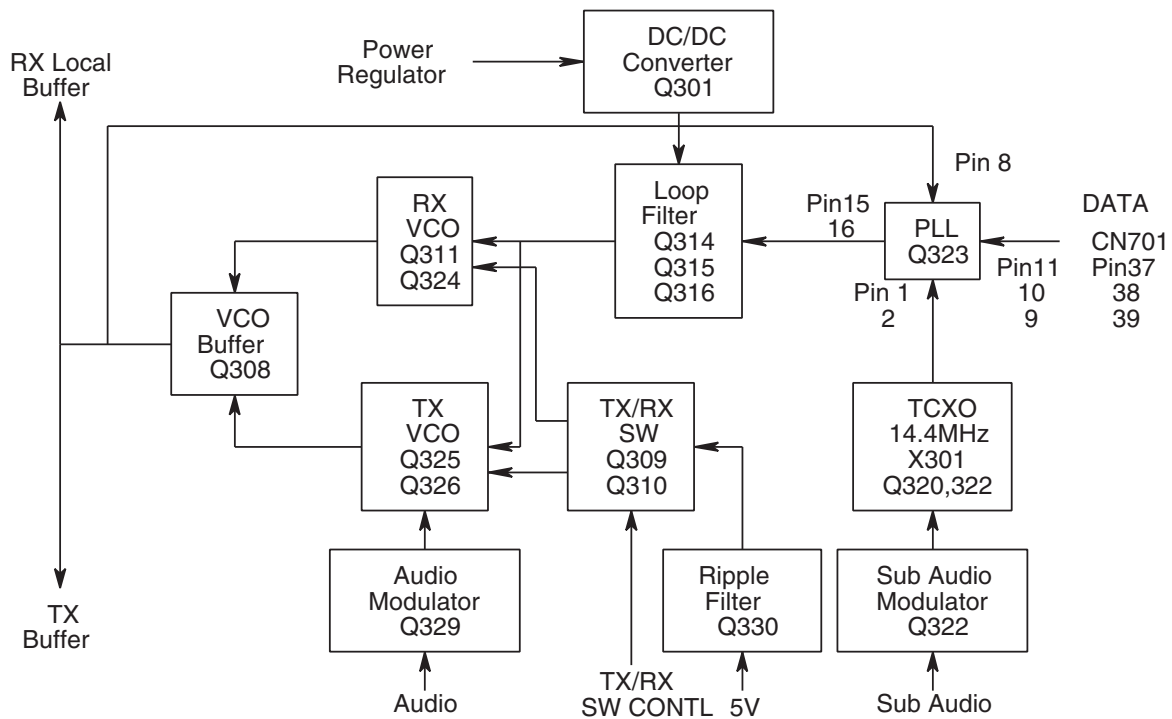 DC/DC
Converter
Q301
Power
Regulator
RX Local
Buffer
Pin 8
RX
VCO
Q311
Q324
Loop
Filter
Q314
Q315
Q316
Pin15
16
PLL
Q323
DATA
CN701
Pin11
Pin37
10
38
9
39
Pin 1
2
VCO
Buffer
Q308
TX
VCO
Q325
Q326
TX/RX
SW
Q309
Q310
TCXO
14.4MHz
X301
Q320,322
Audio
Modulator
Q329
Ripple
Filter
Q330
Sub Audio
Modulator
Q322
TX
Buffer
Audio
TX/RX
SW CONTL
5V
Sub Audio